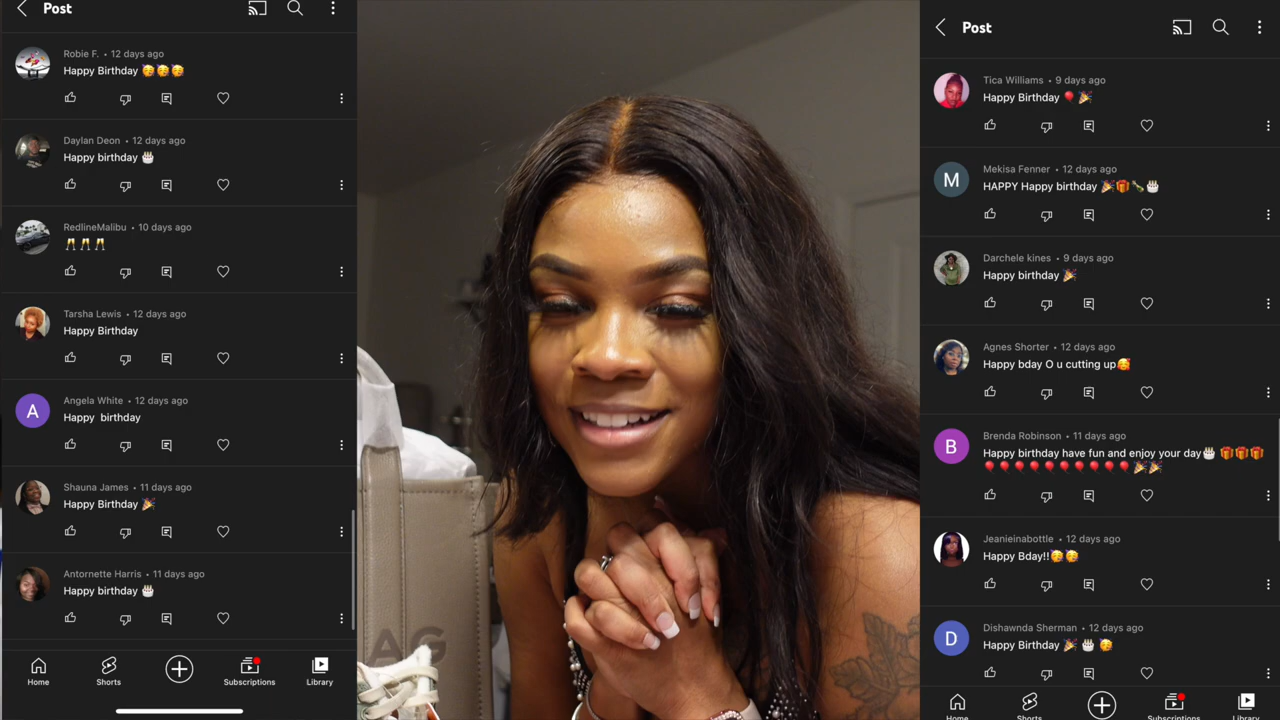 Post
Robie F. • 12 days ago
Happy Birthday 🥳🥳🥳
Daylan Deon • 12 days ago
Happy birthday 🎂
RedlineMalibu • 10 days ago
🥂🥂🥂
Tarsha Lewis • 12 days ago
Happy Birthday
A
Angela White • 12 days ago
Happy birthday
Shauna James • 11 days ago
Happy Birthday 🎉
Antornette Harris • 11 days ago
Happy birthday 🎂
Home
Shorts
Subscriptions
Library
AG
Post
Tica Williams • 9 days ago
Happy Birthday 🎈🎉
M
Mekisa Fenner • 12 days ago
HAPPY Happy birthday 🎉🎁🍾🎂
Darchele kines • 9 days ago
Happy birthday 🎉
Agnes Shorter • 12 days ago
Happy bday O u cutting up🥰
B
Brenda Robinson • 11 days ago
Happy birthday have fun and enjoy your day🎂 🎁🎁🎁
🎈🎈🎈🎈🎈🎈🎈🎈🎈🎈🎉🎉
Jeanieinabottle • 12 days ago
Happy Bday!!🥳🥳
D
Dishawnda Sherman • 12 days ago
Happy Birthday 🎉 🎂 🥳
Home
Shorts
Subscriptions
Library